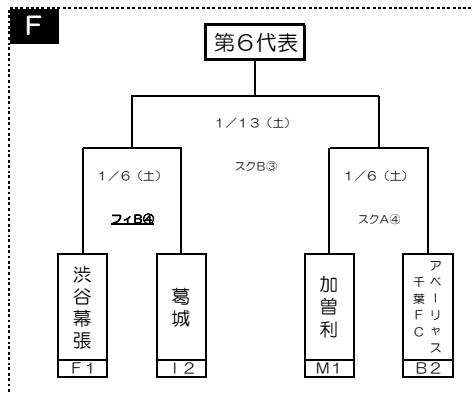 F
第6代表
1/13(土)
スクB③
1/6(土)
1/6(土)
フィB④
スクA④
渋谷幕張
葛城
加曽利
アベーリャス
千葉FC
F1
I2
M1
B2